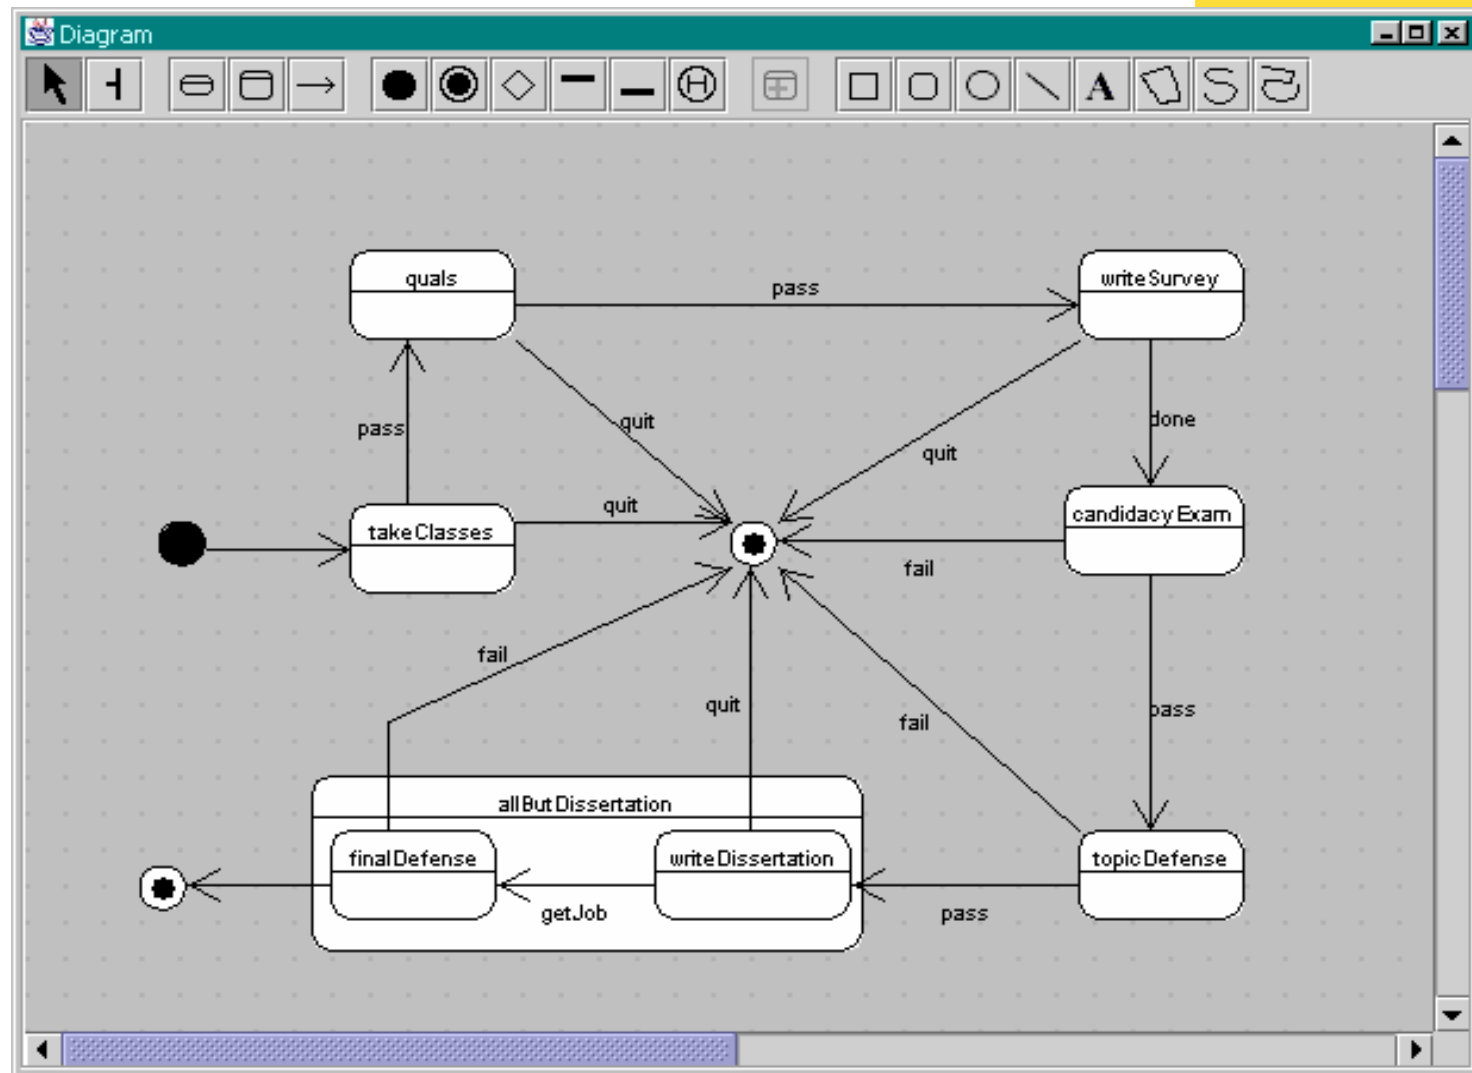 Diagram
A
H
quals
writeSurvey
pass
pass
quit
quit
done
takeClasses
quit
candidacyExam
fail
fail
quit
fail
pass
allButDissertation
finalDefense
writeDissertation
topicDefense
getJob
pass